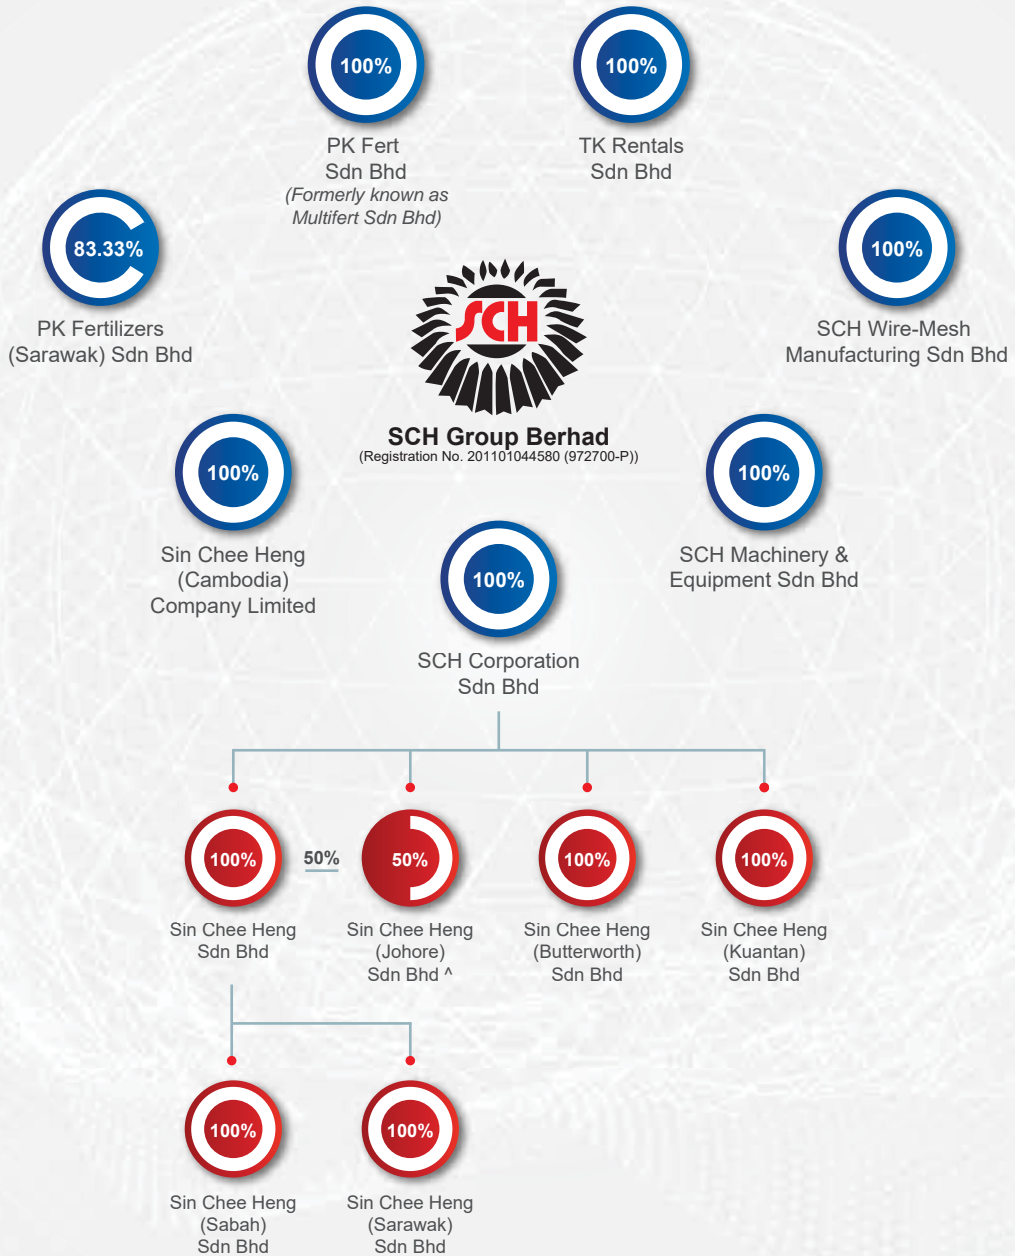 100%
PK Fert
Sdn Bhd
(Formerly known as
Multifert Sdn Bhd)
100%
TK Rentals
Sdn Bhd
83.33%
PK Fertilizers
(Sarawak) Sdn Bhd
SCH
SCH Group Berhad
(Registration No. 201101044580 (972700-P))
100%
SCH Wire-Mesh
Manufacturing Sdn Bhd
100%
Sin Chee Heng
(Cambodia)
Company Limited
100%
SCH Corporation
Sdn Bhd
100%
SCH Machinery &
Equipment Sdn Bhd
100%
Sin Chee Heng
Sdn Bhd
50%
50%
Sin Chee Heng
(Johore)
Sdn Bhd ^
100%
Sin Chee Heng
(Butterworth)
Sdn Bhd
100%
Sin Chee Heng
(Kuantan)
Sdn Bhd
100%
Sin Chee Heng
(Sabah)
Sdn Bhd
100%
Sin Chee Heng
(Sarawak)
Sdn Bhd